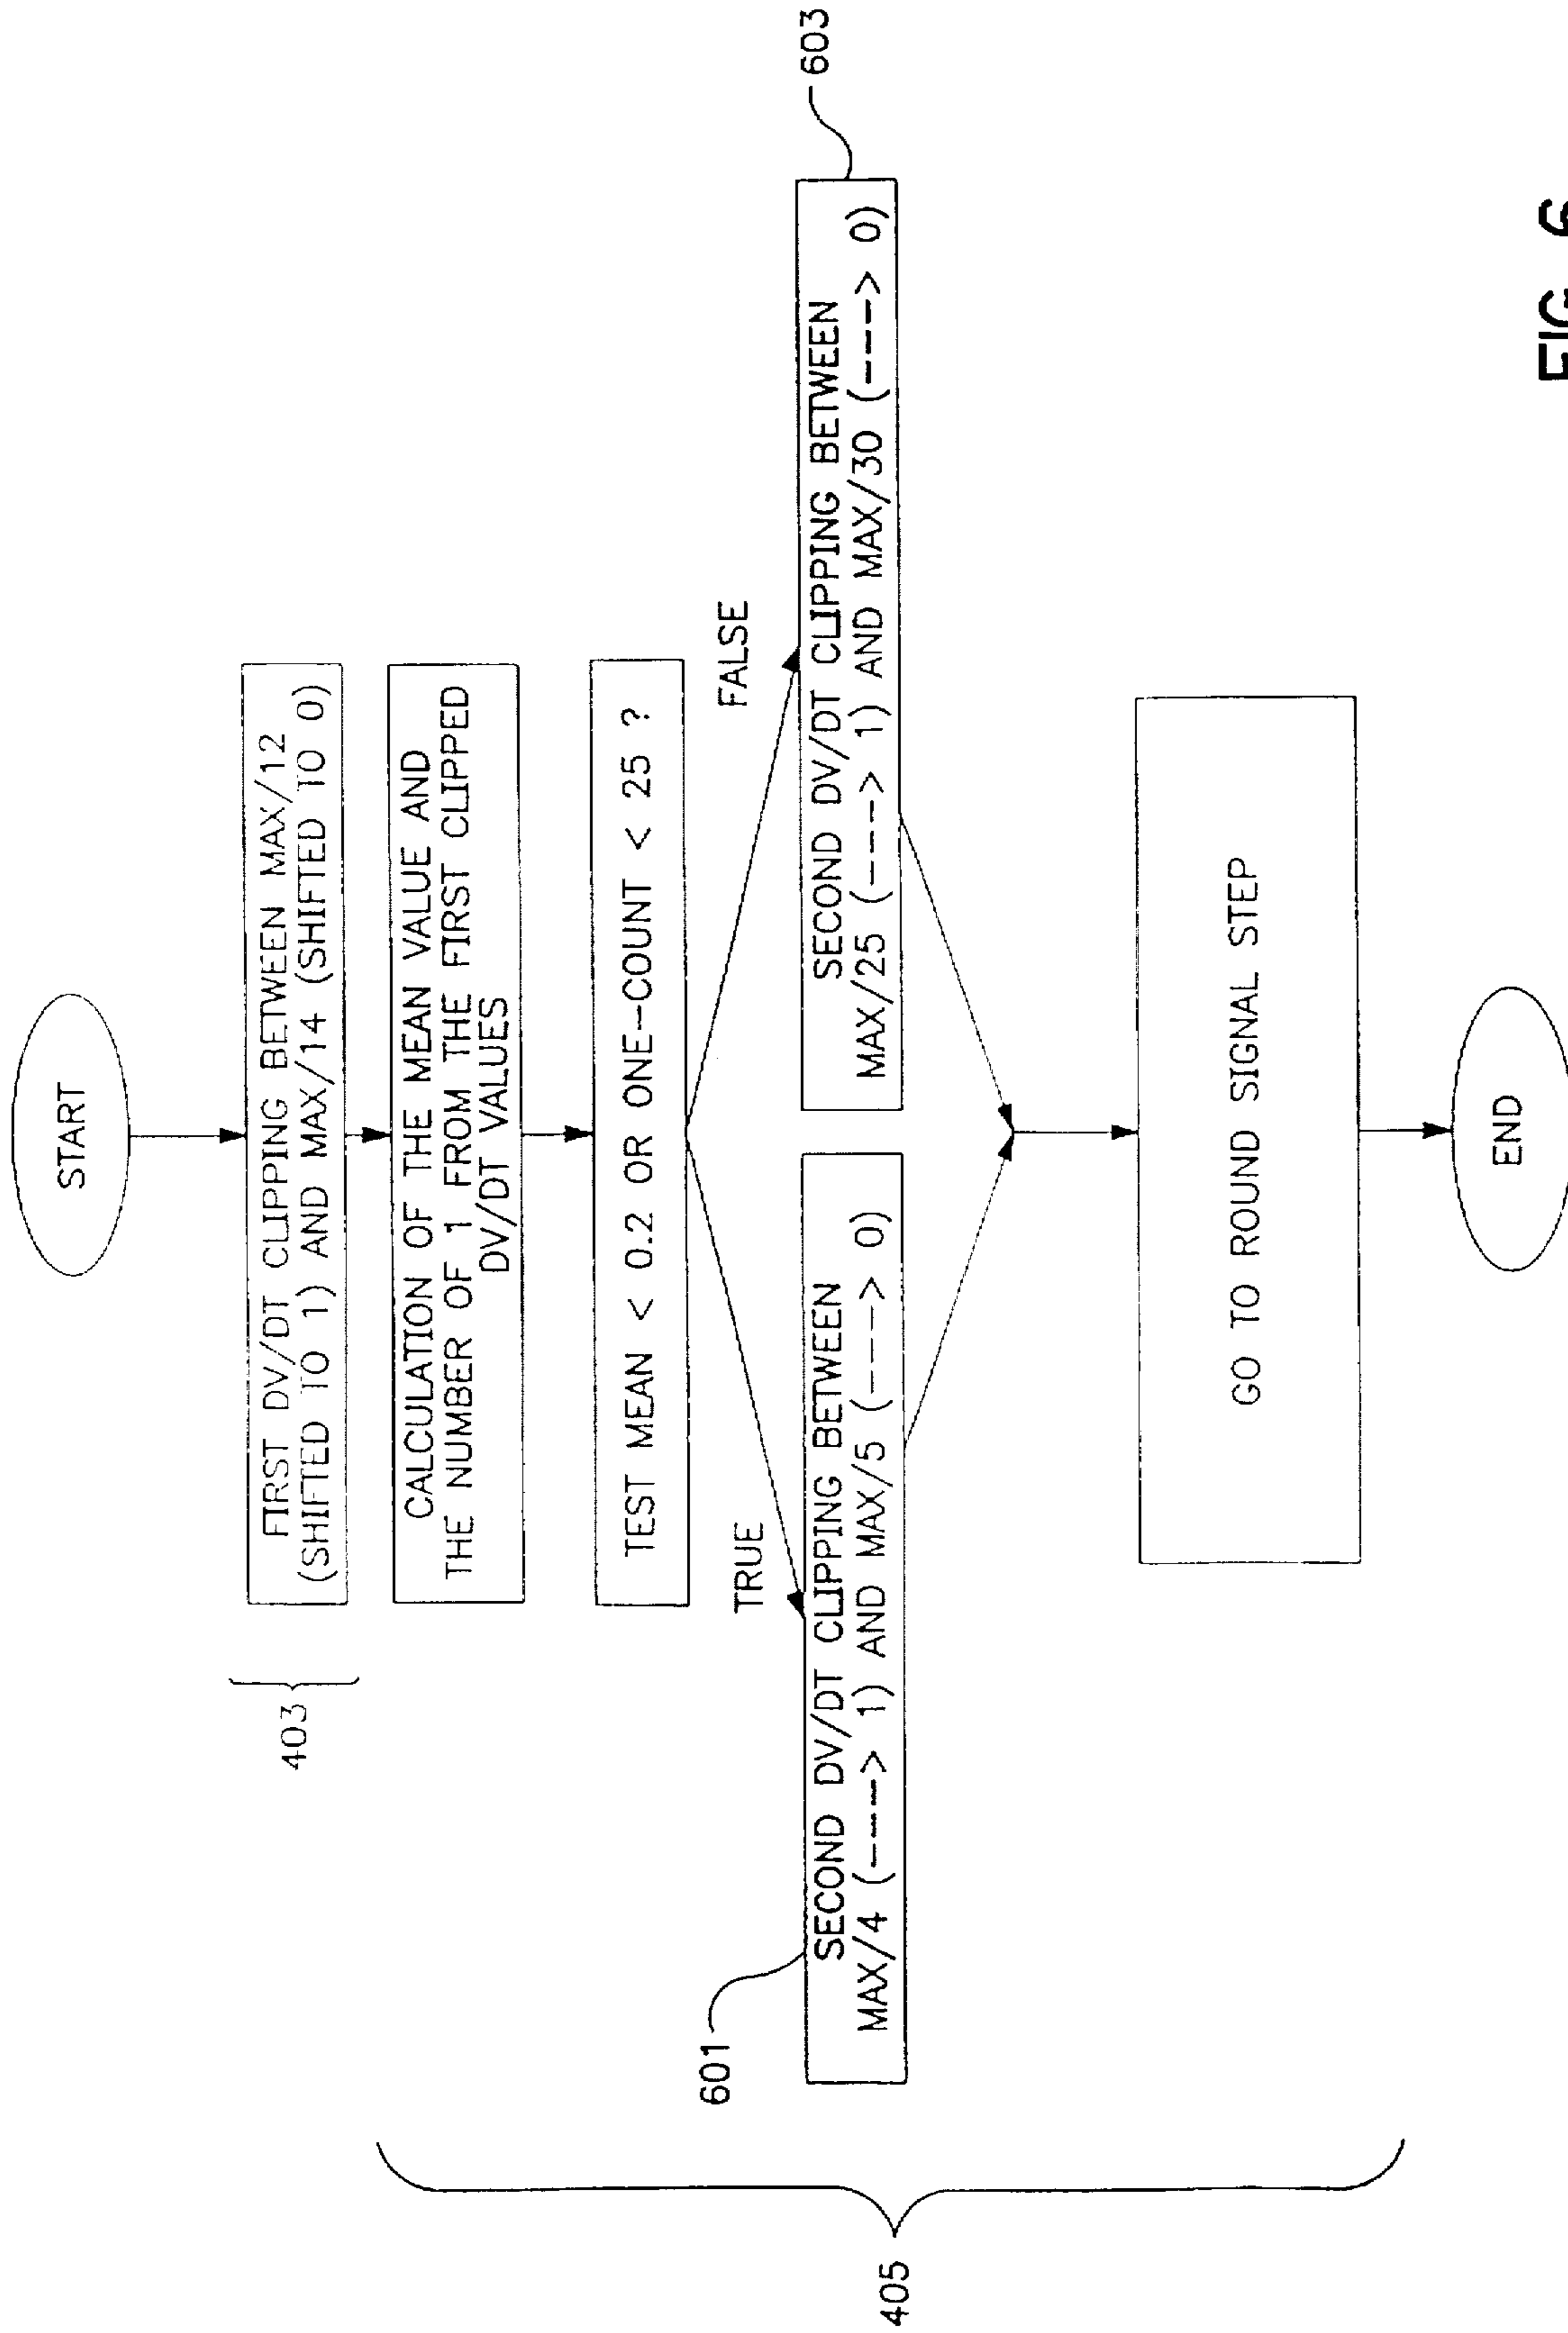 START
403
FIRST DV/DT CLIPPING BETWEEN MAX/12
(SHIFTED TO 1) AND MAX/14 (SHIFTED TO 0)
CALCULATION OF THE MEAN VALUE AND
THE NUMBER OF 1 FROM THE FIRST CLIPPED
DV/DT VALUES
TEST MEAN < 0.2 OR ONE-COUNT < 25 ?
TRUE
FALSE
601
SECOND DV/DT CLIPPING BETWEEN
MAX/4 (----> 1) AND MAX/5 (----> 0)
603
SECOND DV/DT CLIPPING BETWEEN
MAX/25 (----> 1) AND MAX/30 (----> 0)
405
GO TO ROUND SIGNAL STEP
END
FIG. 6